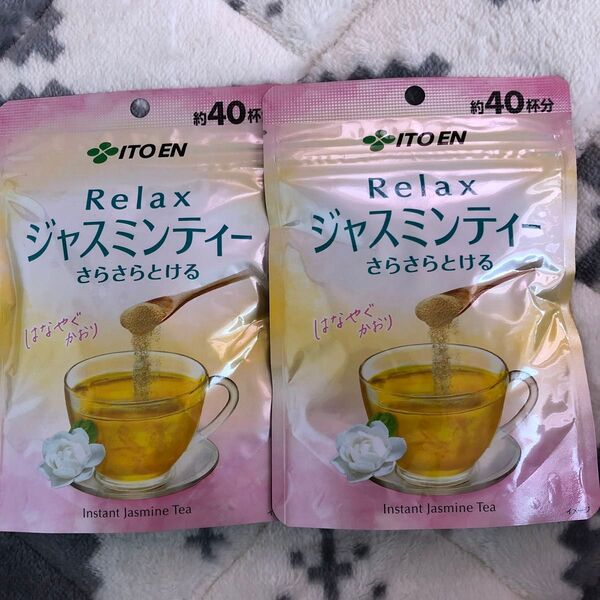 約40杯
ITO EN
Relax
ジャスミンティー
さらさらとける
はなやぐ
かおり
Instant Jasmine Tea
約40杯分
ITO EN
Relax
ジャスミンティー
さらさらとける
はなやぐ
かおり
Instant Jasmine Tea
イメージ